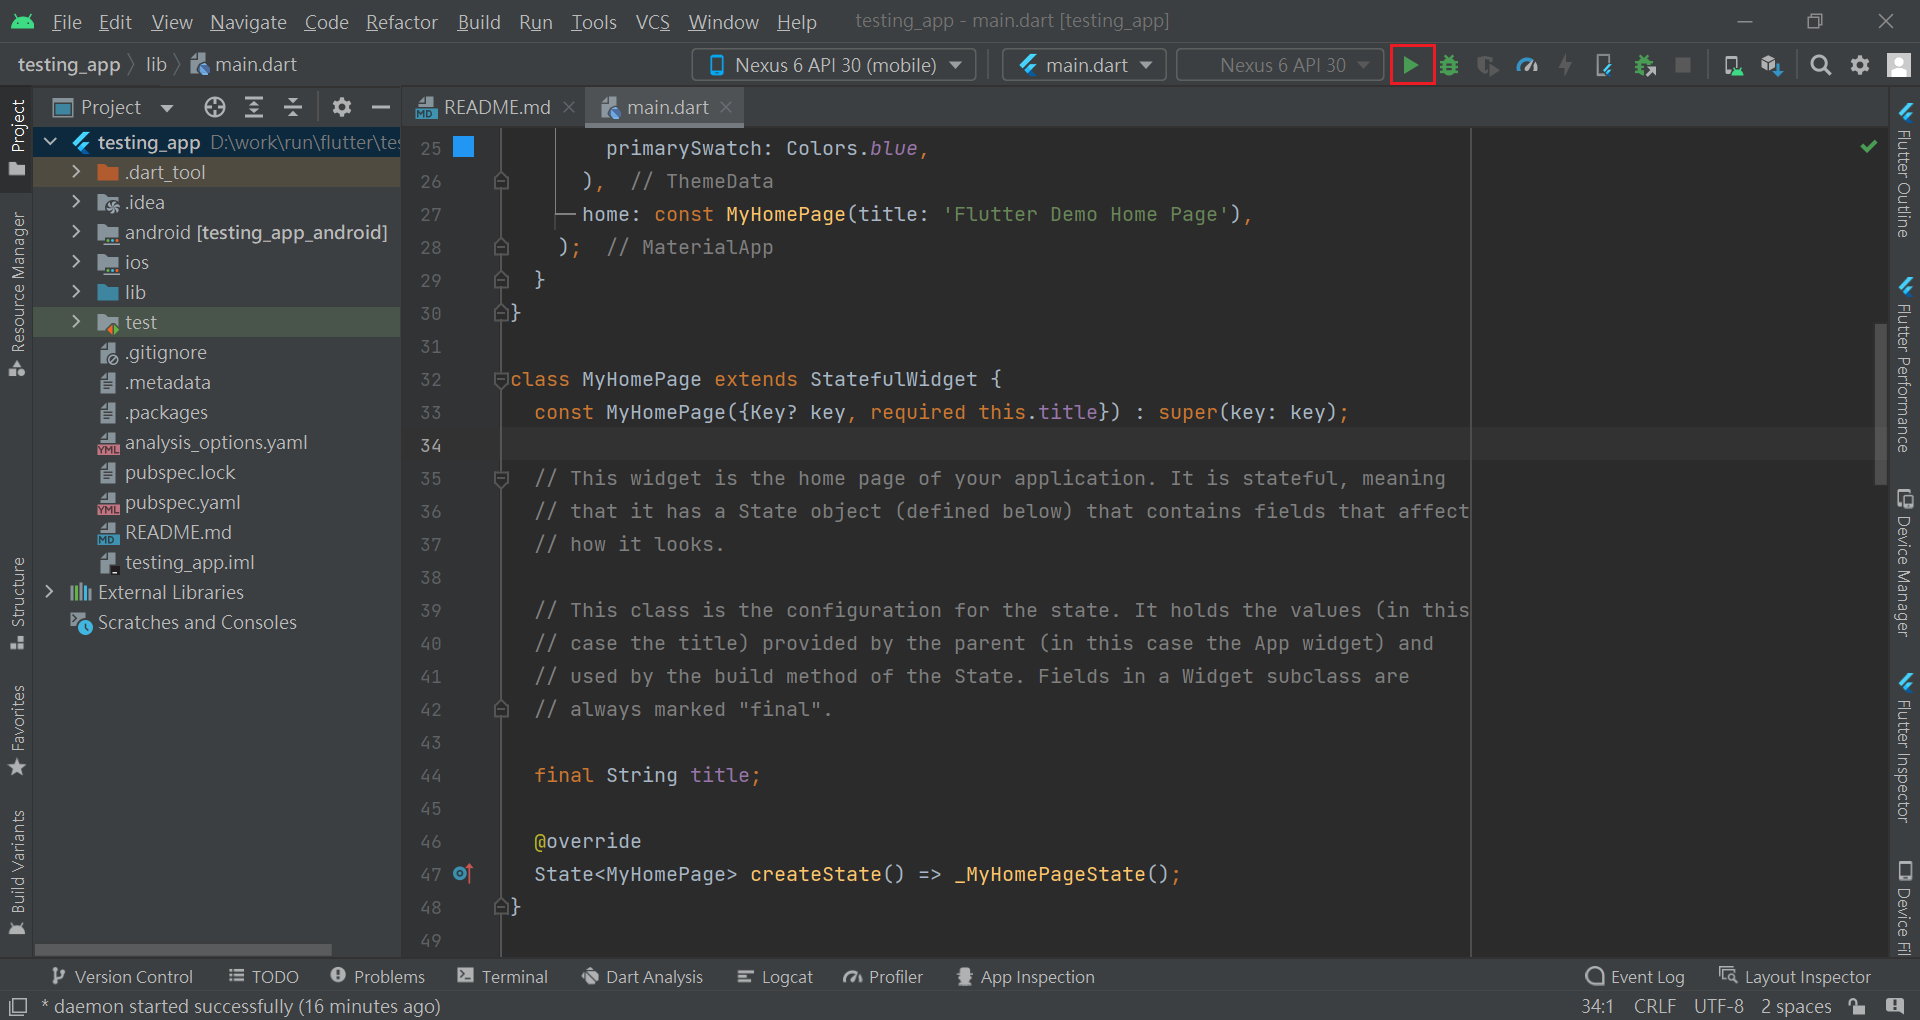 File Edit View Navigate Code Refactor Build Run Tools VCS Window Help testing_app - main.dart [testing_app]
testing_app lib main.dart Nexus 6 API 30 (mobile) main.dart Nexus 6 API 30
Project README.md main.dart
testing_app D:\work\run\flutter\tes
.dart_tool
.idea
android [testing_app_android]
ios
lib
test
.gitignore
.metadata
.packages
analysis_options.yaml
pubspec.lock
pubspec.yaml
README.md
testing_app.iml
External Libraries
Scratches and Consoles
Project
Resource Manager
Structure
Favorites
Build Variants
25 primarySwatch: Colors.blue,
26 ), // ThemeData
27 home: const MyHomePage(title: 'Flutter Demo Home Page'),
28 ); // MaterialApp
29 }
30 }
31
32 class MyHomePage extends StatefulWidget {
33 const MyHomePage({Key? key, required this.title}) : super(key: key);
34
35 // This widget is the home page of your application. It is stateful, meaning
36 // that it has a State object (defined below) that contains fields that affect
37 // how it looks.
38
39 // This class is the configuration for the state. It holds the values (in this
40 // case the title) provided by the parent (in this case the App widget) and
41 // used by the build method of the State. Fields in a Widget subclass are
42 // always marked "final".
43
44 final String title;
45
46 @override
47 State<MyHomePage> createState() => _MyHomePageState();
48 }
49
Flutter Outline
Flutter Performance
Device Manager
Flutter Inspector
Device Fil
Version Control TODO Problems Terminal Dart Analysis Logcat Profiler App Inspection Event Log Layout Inspector
* daemon started successfully (16 minutes ago) 34:1 CRLF UTF-8 2 spaces